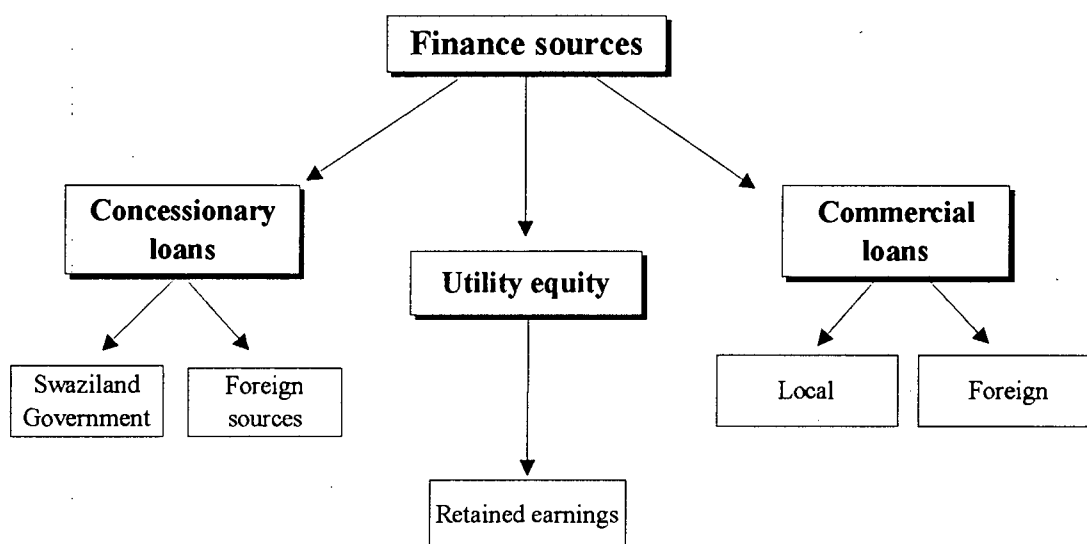 Finance sources
Concessionary
loans
Utility equity
Commercial
loans
Swaziland
Government
Foreign
sources
Local
Foreign
Retained earnings